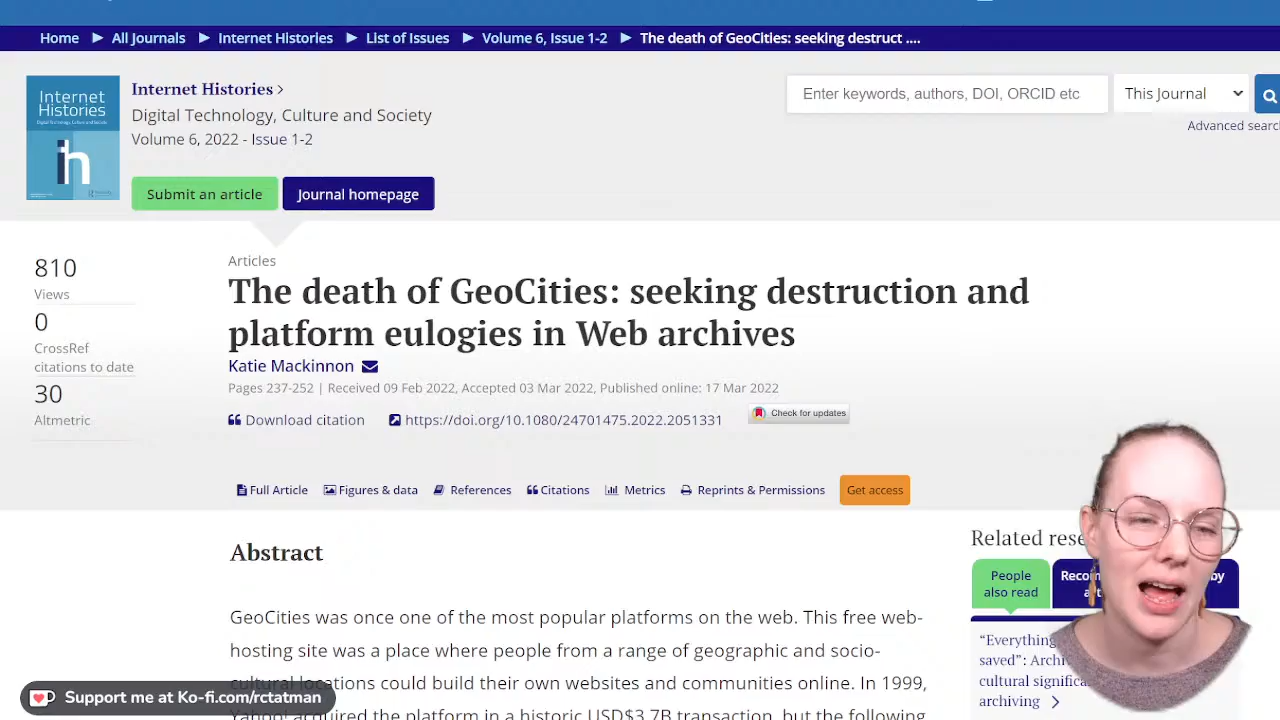 Home ▶ All Journals ▶ Internet Histories ▶ List of Issues ▶ Volume 6, Issue 1-2 ▶ The death of GeoCities: seeking destruct ....
Internet Histories
Internet Histories >
Digital Technology, Culture and Society
Volume 6, 2022 - Issue 1-2
Enter keywords, authors, DOI, ORCID etc
This Journal
Advanced searc
ih
Submit an article
Journal homepage
810
Views
0
CrossRef
citations to date
30
Altmetric
Articles
The death of GeoCities: seeking destruction and
platform eulogies in Web archives
Katie Mackinnon
Pages 237-252 | Received 09 Feb 2022, Accepted 03 Mar 2022, Published online: 17 Mar 2022
Download citation
https://doi.org/10.1080/24701475.2022.2051331
Check for updates
Full Article
Figures & data
References
Citations
Metrics
Reprints & Permissions
Get access
Abstract
GeoCities was once one of the most popular platforms on the web. This free web-
hosting site was a place where people from a range of geographic and socio-
cultural locations could build their own websites and communities online. In 1999,
Yahoo! acquired the platform in a historic USD$3.7B transaction, but the following
Related rese
People
also read
Recom
by
"Everything
saved": Archi
cultural significa
archiving >
Support me at Ko-fi.com/rctatman